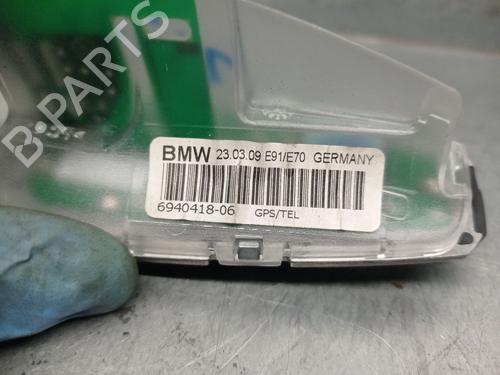 B-PARTS
BMW 23.03.09 E91/E70 GERMANY
6940418-06 GPS/TEL